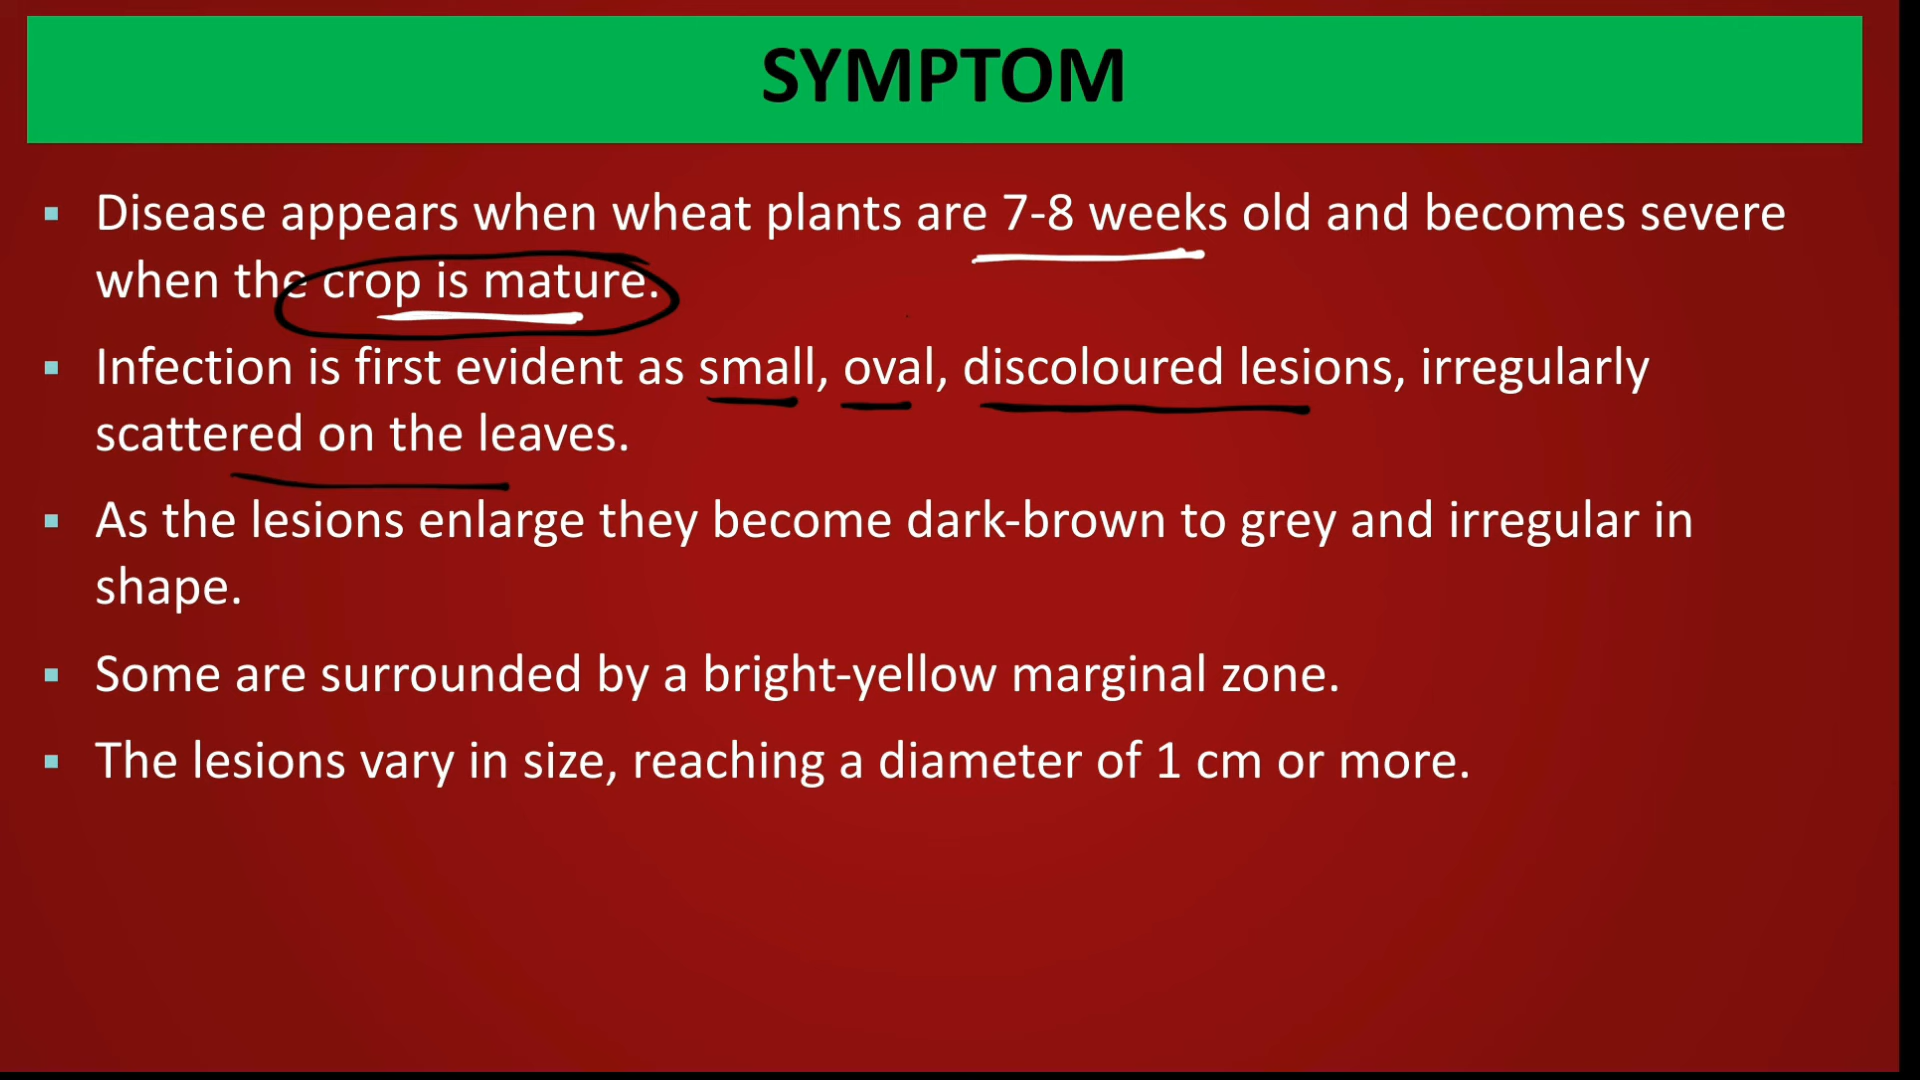 SYMPTOM
▪ Disease appears when wheat plants are 7-8 weeks old and becomes severe
when the crop is mature.
▪ Infection is first evident as small, oval, discoloured lesions, irregularly
scattered on the leaves.
▪ As the lesions enlarge they become dark-brown to grey and irregular in
shape.
▪ Some are surrounded by a bright-yellow marginal zone.
▪ The lesions vary in size, reaching a diameter of 1 cm or more.